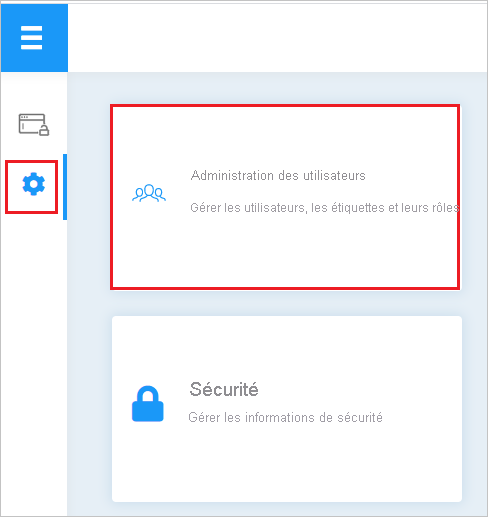 Administration des utilisateurs
Gérer les utilisateurs, les étiquettes et leurs rôles
Sécurité
Gérer les informations de sécurité